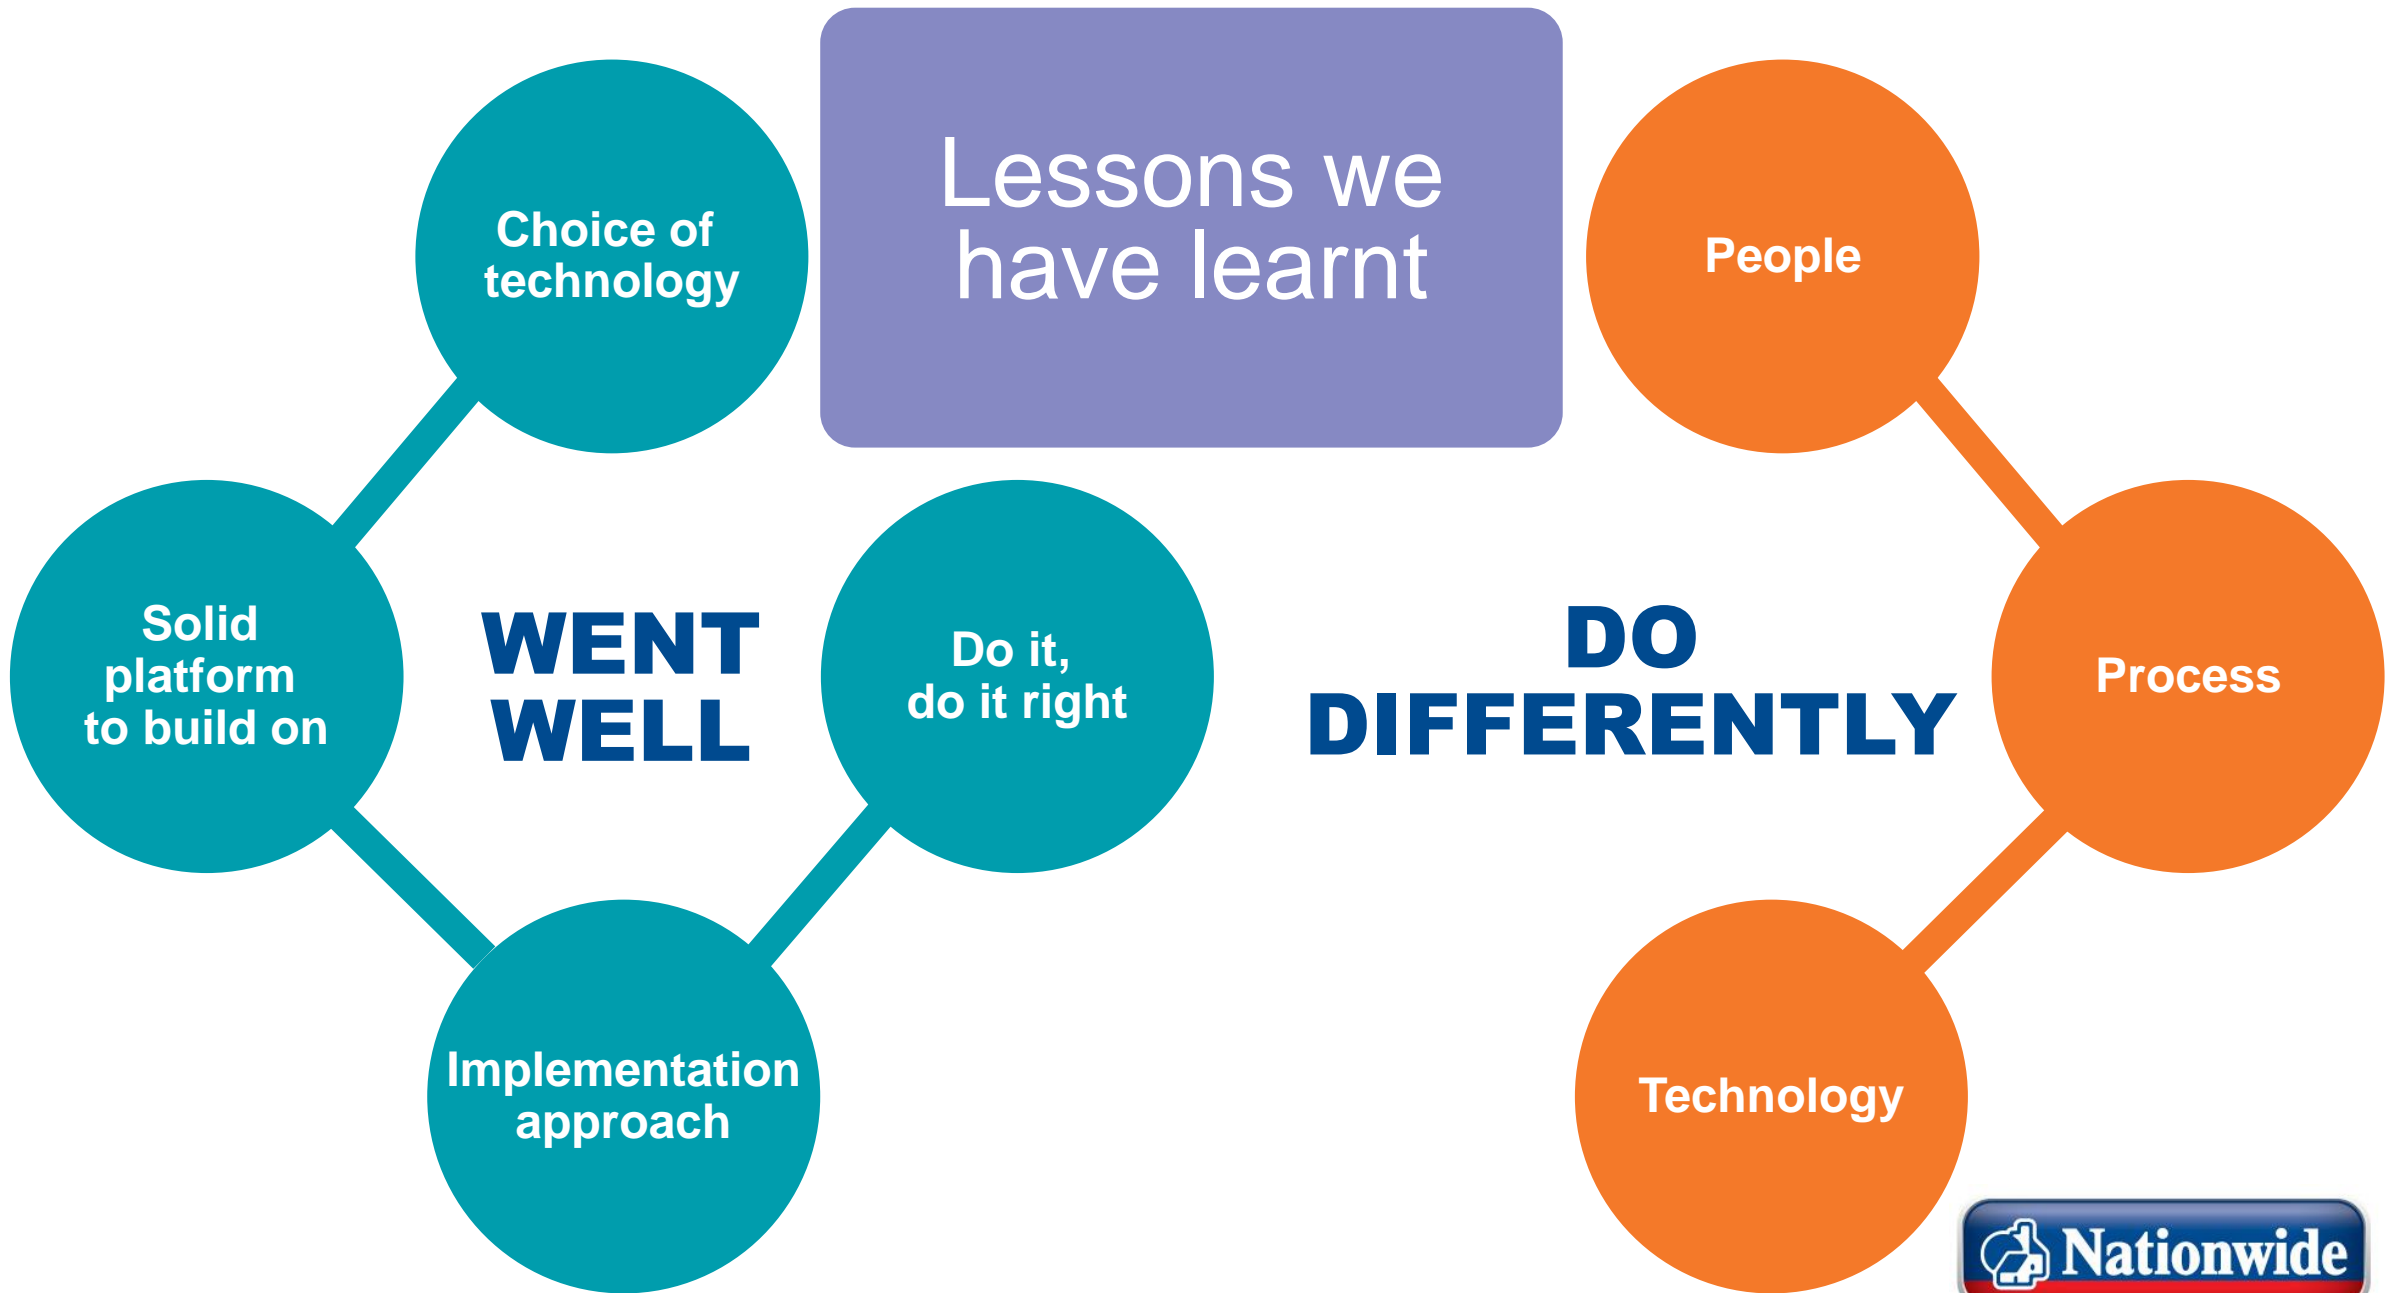 Lessons we
have learnt
Choice of
technology
Solid
platform
to build on
WENT
WELL
Do it,
do it right
Implementation
approach
People
DO
DIFFERENTLY
Process
Technology
Nationwide